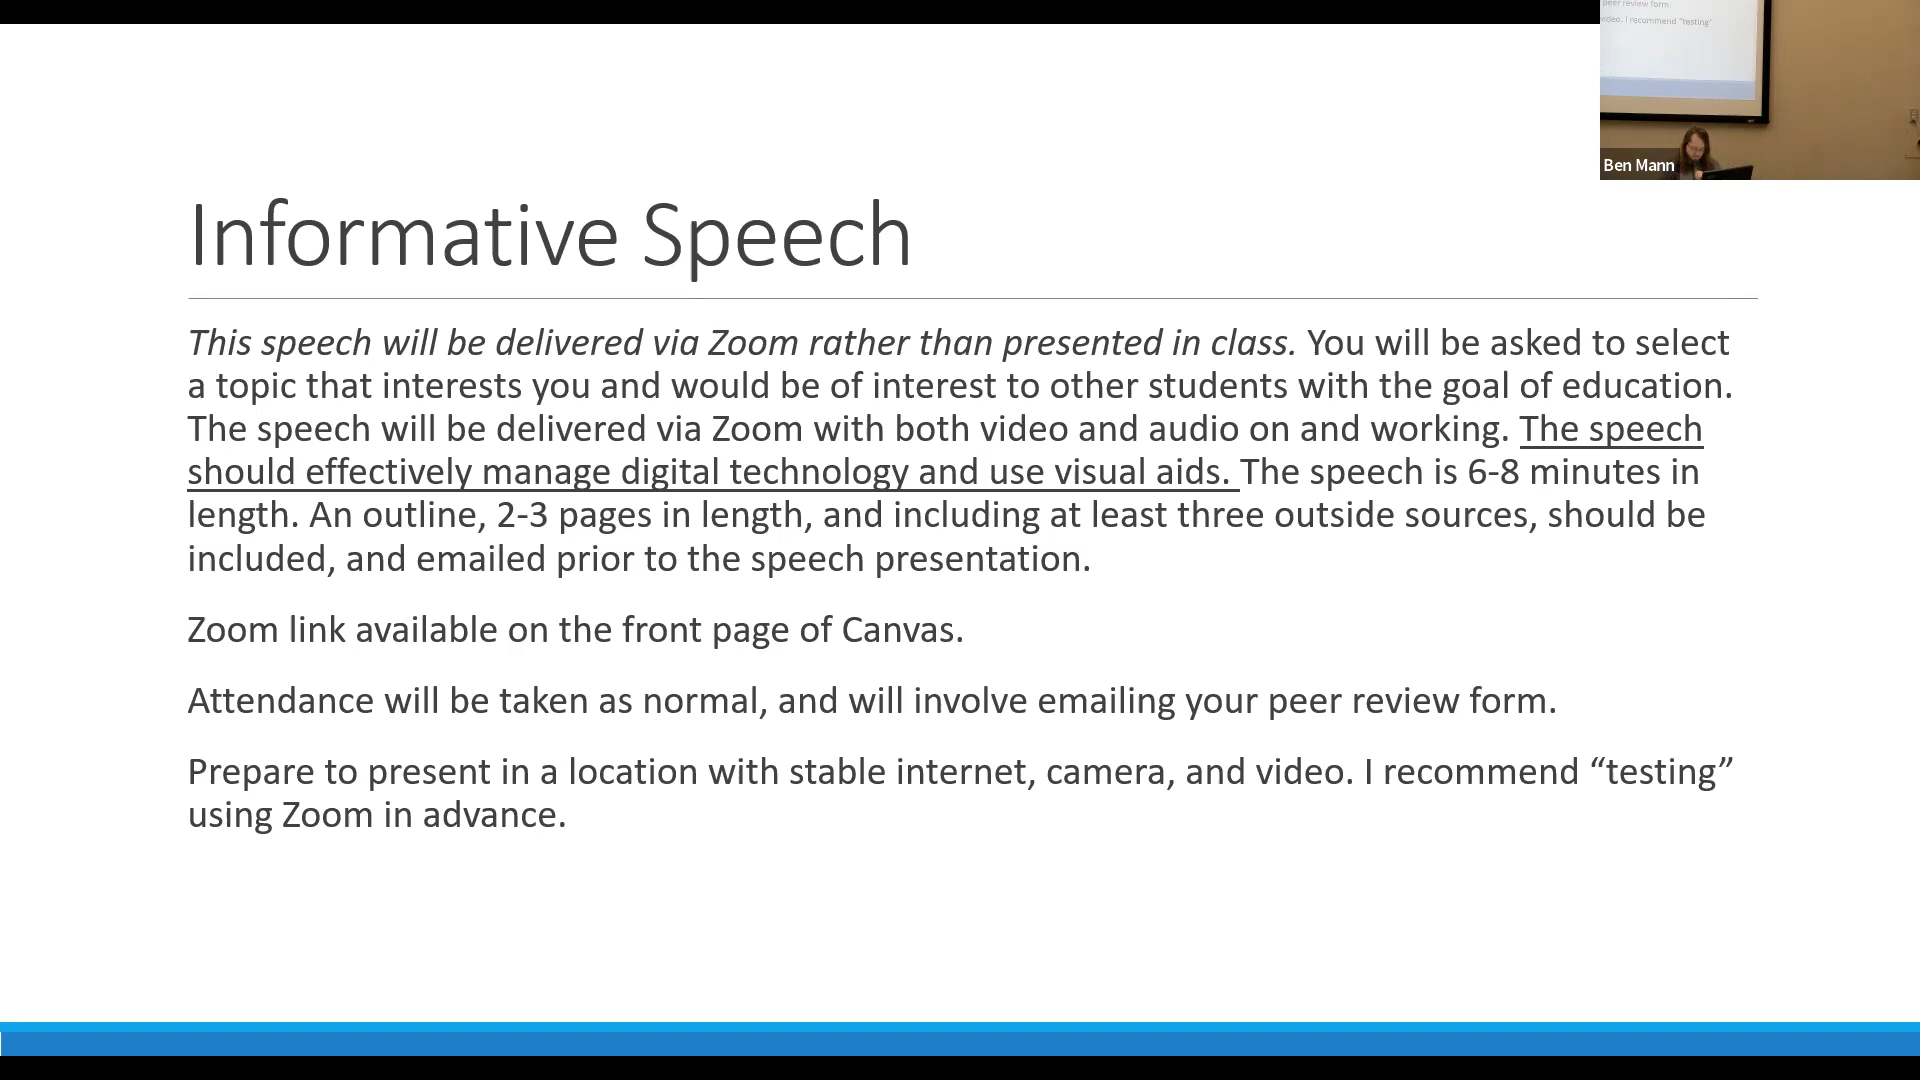 peer review form.
video. I recommend "testing"
Ben Mann
Informative Speech
This speech will be delivered via Zoom rather than presented in class. You will be asked to select
a topic that interests you and would be of interest to other students with the goal of education.
The speech will be delivered via Zoom with both video and audio on and working. The speech
should effectively manage digital technology and use visual aids. The speech is 6-8 minutes in
length. An outline, 2-3 pages in length, and including at least three outside sources, should be
included, and emailed prior to the speech presentation.
Zoom link available on the front page of Canvas.
Attendance will be taken as normal, and will involve emailing your peer review form.
Prepare to present in a location with stable internet, camera, and video. I recommend “testing”
using Zoom in advance.